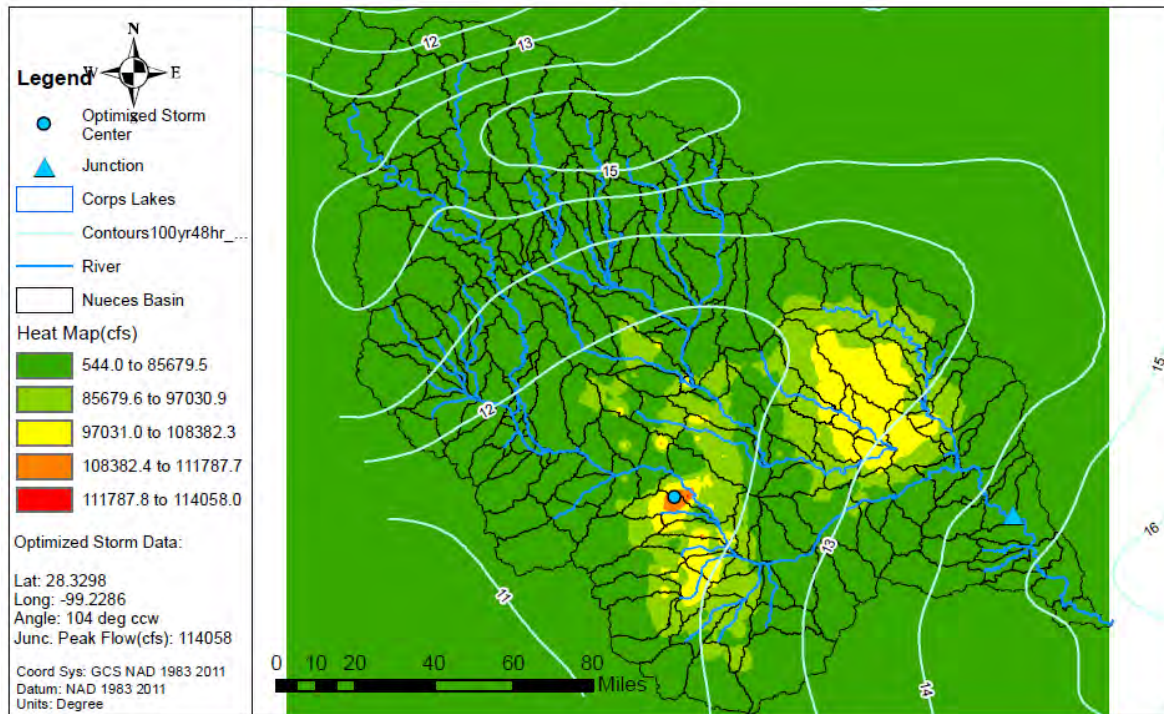 N
W E
S
Legend
Optimized Storm
Center
Junction
Corps Lakes
Contours100yr48hr_...
River
Nueces Basin
Heat Map(cfs)
544.0 to 85679.5
85679.6 to 97030.9
97031.0 to 108382.3
108382.4 to 111787.7
111787.8 to 114058.0
Optimized Storm Data:
Lat: 28.3298
Long: -99.2286
Angle: 104 deg ccw
Junc. Peak Flow(cfs): 114058
Coord Sys: GCS NAD 1983 2011
Datum: NAD 1983 2011
Units: Degree
12
13
15
12
15
16
13
11
14
0 10 20 40 60 80
Miles